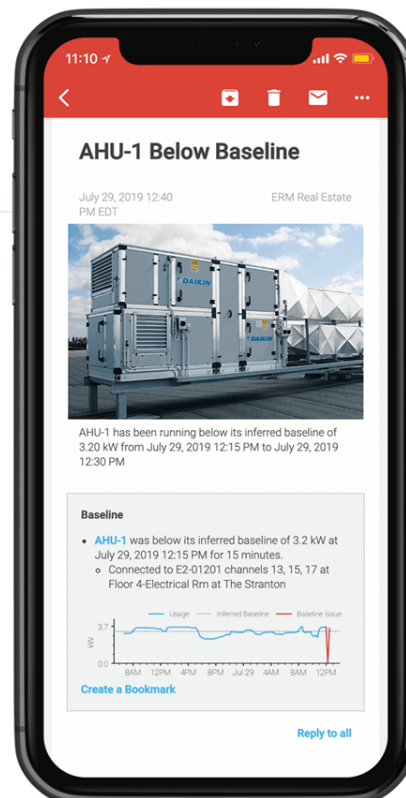 11:10
AHU-1 Below Baseline
July 29, 2019 12:40
PM EDT
ERM Real Estate
DAIKIN
DAIKIN
AHU-1 has been running below its inferred baseline of
3.20 kW from July 29, 2019 12:15 PM to July 29, 2019
12:30 PM
Baseline
• AHU-1 was below its inferred baseline of 3.2 kW at
July 29, 2019 12:15 PM for 15 minutes.
Connected to E2-01201 channels 13, 15, 17 at
Floor 4-Electrical Rm at The Stranton
Usage Inferred Baseline Baseline Issue
3.7
kW
0.0
8AM 12PM 4PM 8PM Jul 29 4AM 8AM 12PM
Create a Bookmark
Reply to all